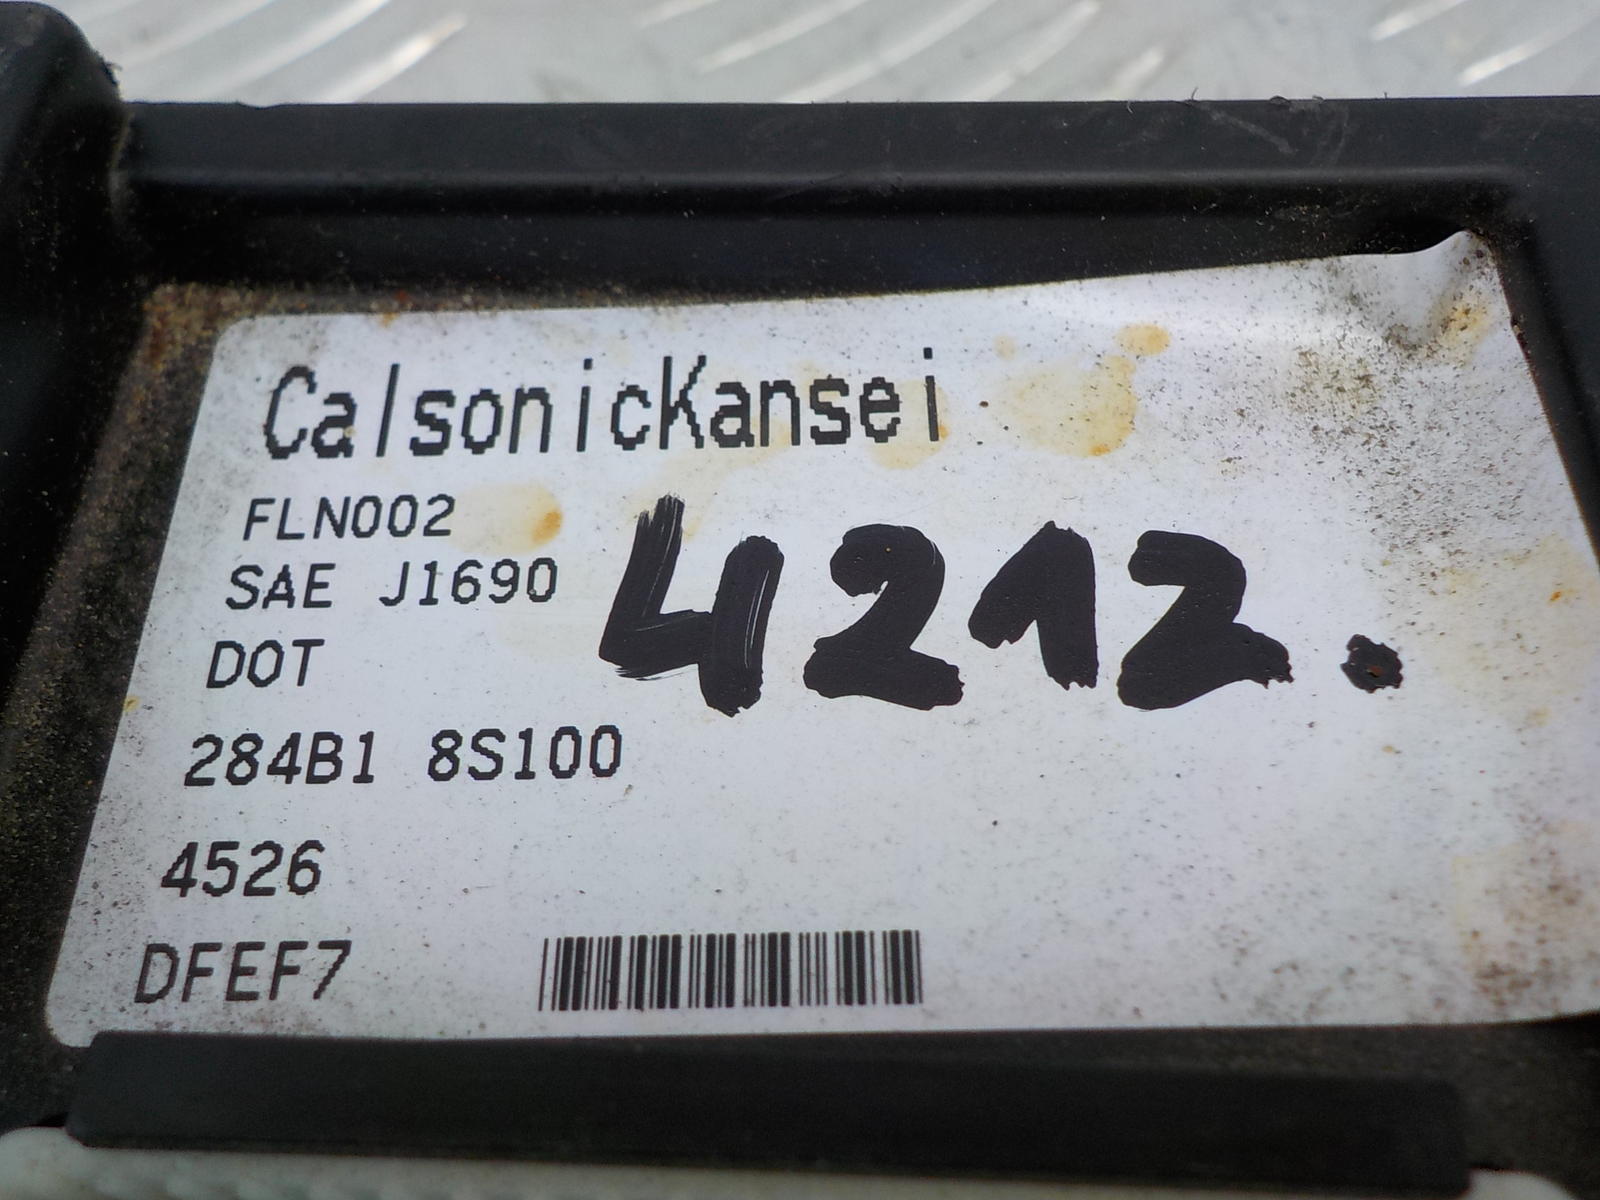 CalsonicKansei
FLN002
SAE J1690
DOT
4212.
284B1 8S100
4526
DFEF7